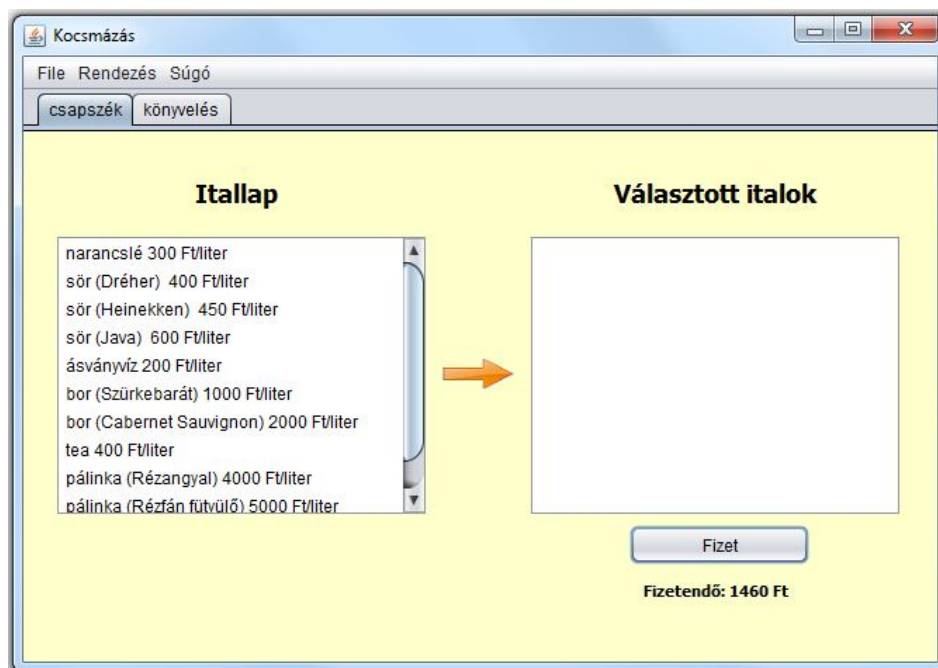 Kocsmázás
File Rendezés Súgó
csapszék könyvelés
Itallap
narancslé 300 Ft/liter
sör (Dréher)  400 Ft/liter
sör (Heinekken)  450 Ft/liter
sör (Java)  600 Ft/liter
ásványvíz 200 Ft/liter
bor (Szürkebarát) 1000 Ft/liter
bor (Cabernet Sauvignon) 2000 Ft/liter
tea 400 Ft/liter
pálinka (Rézangyal) 4000 Ft/liter
pálinka (Rézfán fütyülő) 5000 Ft/liter
Választott italok
Fizet
Fizetendő: 1460 Ft